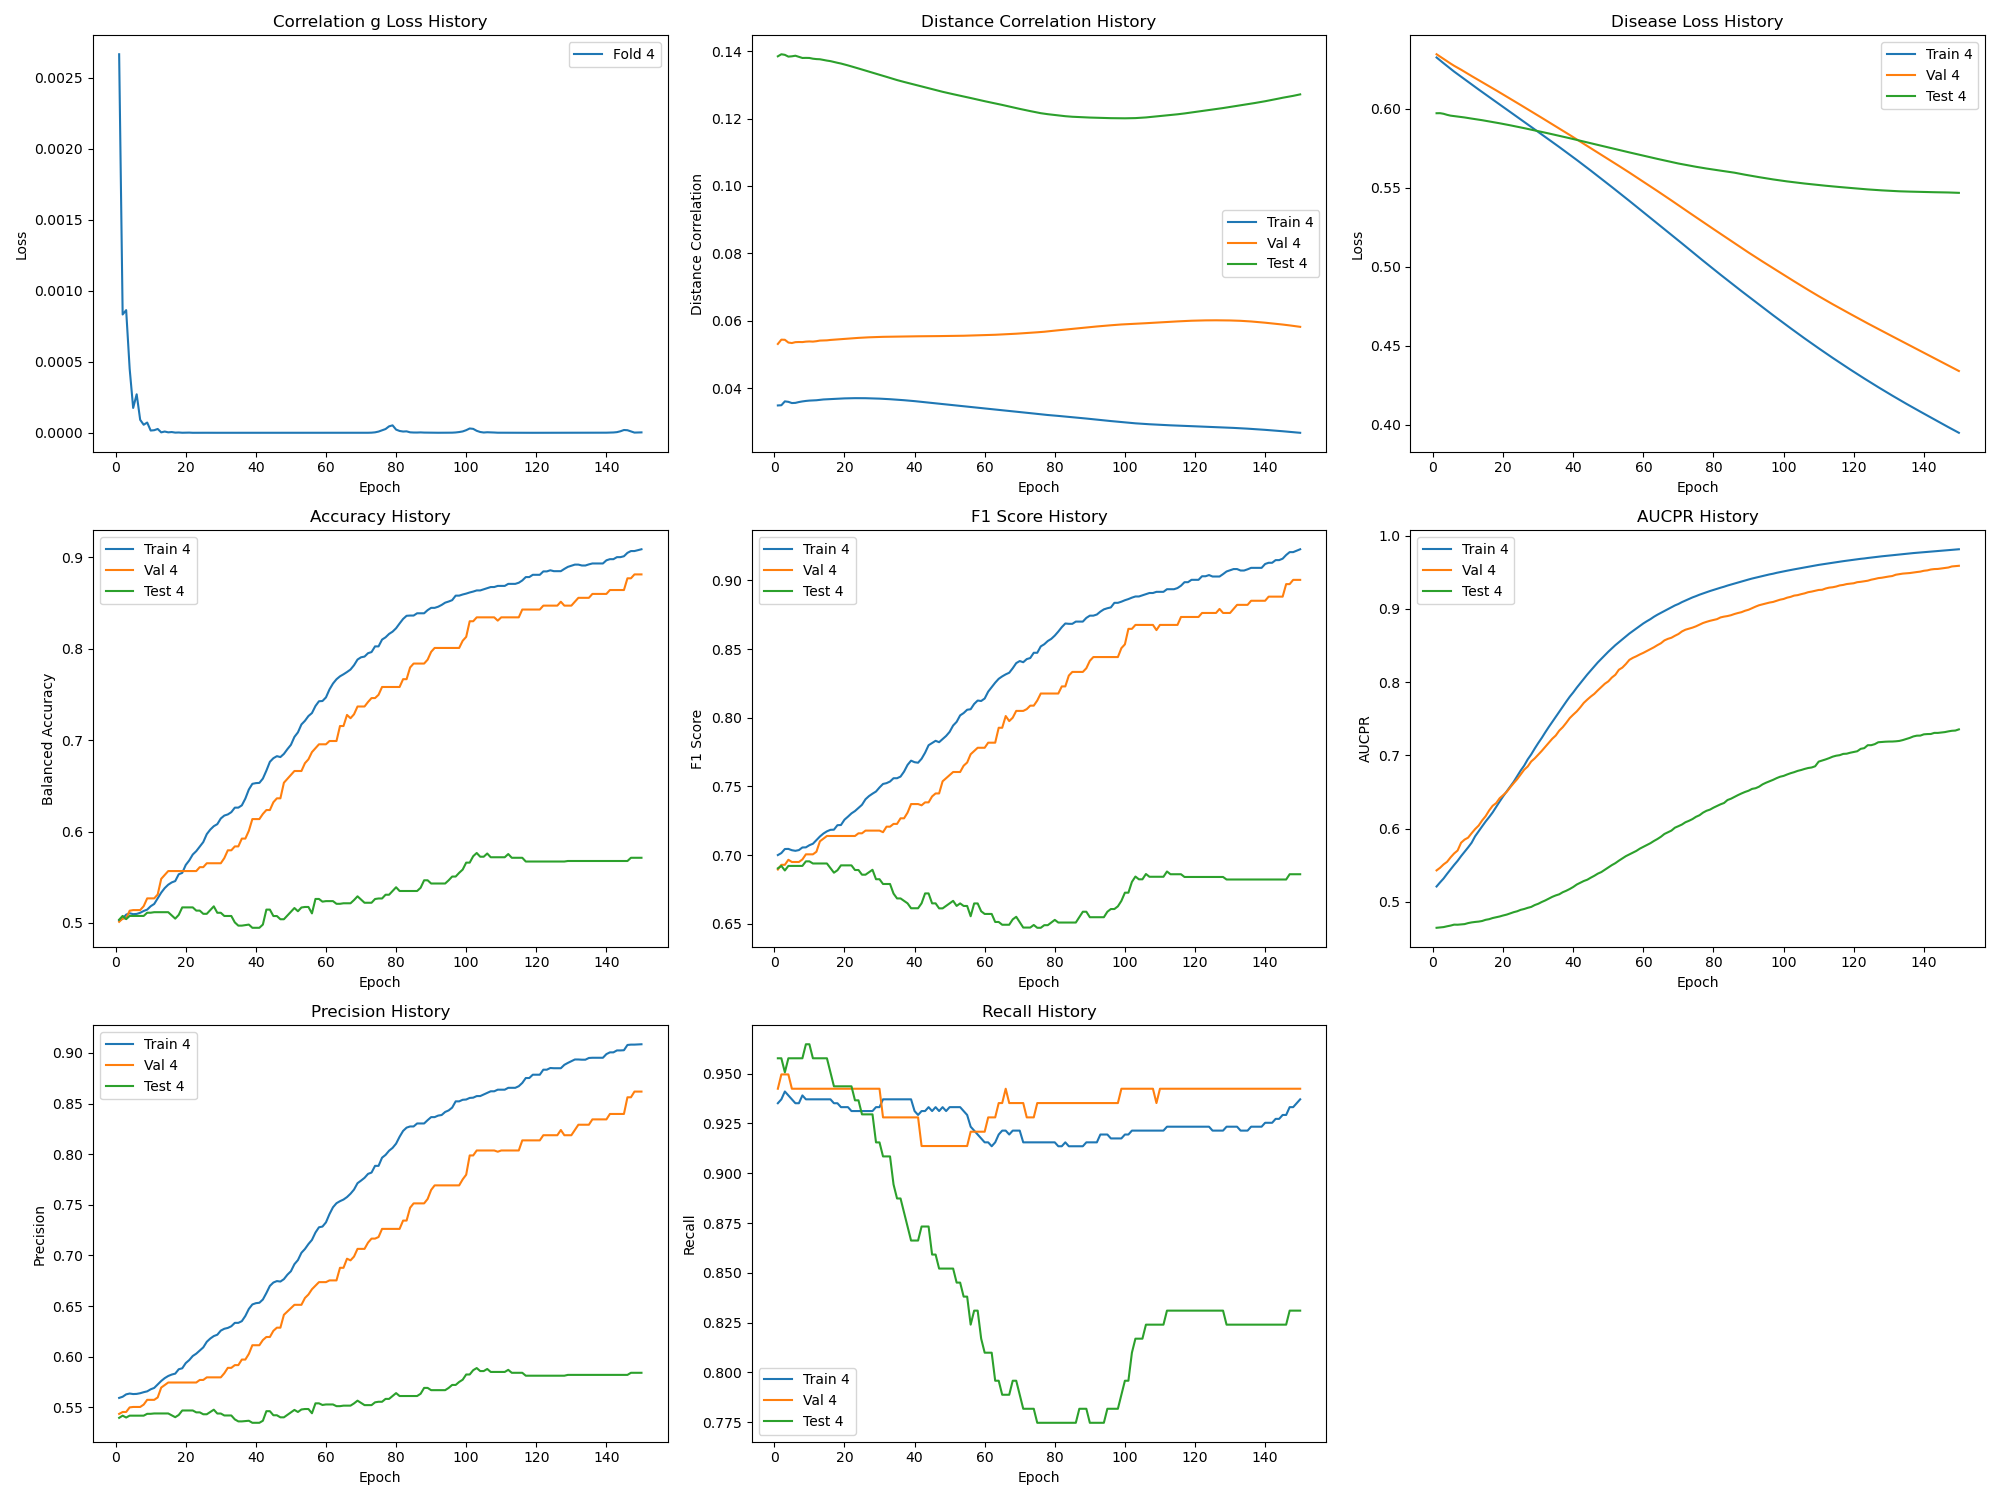 Correlation g Loss History
Loss
0.0025
0.0020
0.0015
0.0010
0.0005
0.0000
0 20 40 60 80 100 120 140
Epoch
Fold 4
Distance Correlation History
Distance Correlation
0.14
0.12
0.10
0.08
0.06
0.04
0 20 40 60 80 100 120 140
Epoch
Train 4
Val 4
Test 4
Disease Loss History
Loss
0.60
0.55
0.50
0.45
0.40
0 20 40 60 80 100 120 140
Epoch
Train 4
Val 4
Test 4
Accuracy History
Balanced Accuracy
0.9
0.8
0.7
0.6
0.5
0 20 40 60 80 100 120 140
Epoch
Train 4
Val 4
Test 4
F1 Score History
F1 Score
0.90
0.85
0.80
0.75
0.70
0.65
0 20 40 60 80 100 120 140
Epoch
Train 4
Val 4
Test 4
AUCPR History
AUCPR
1.0
0.9
0.8
0.7
0.6
0.5
0 20 40 60 80 100 120 140
Epoch
Train 4
Val 4
Test 4
Precision History
Precision
0.90
0.85
0.80
0.75
0.70
0.65
0.60
0.55
0 20 40 60 80 100 120 140
Epoch
Train 4
Val 4
Test 4
Recall History
Recall
0.950
0.925
0.900
0.875
0.850
0.825
0.800
0.775
0 20 40 60 80 100 120 140
Epoch
Train 4
Val 4
Test 4